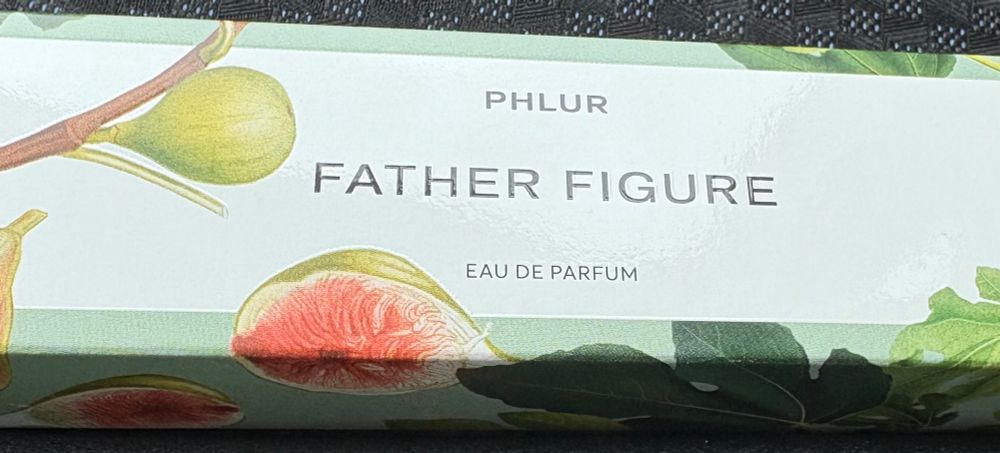 PHLUR
FATHER FIGURE
EAU DE PARFUM